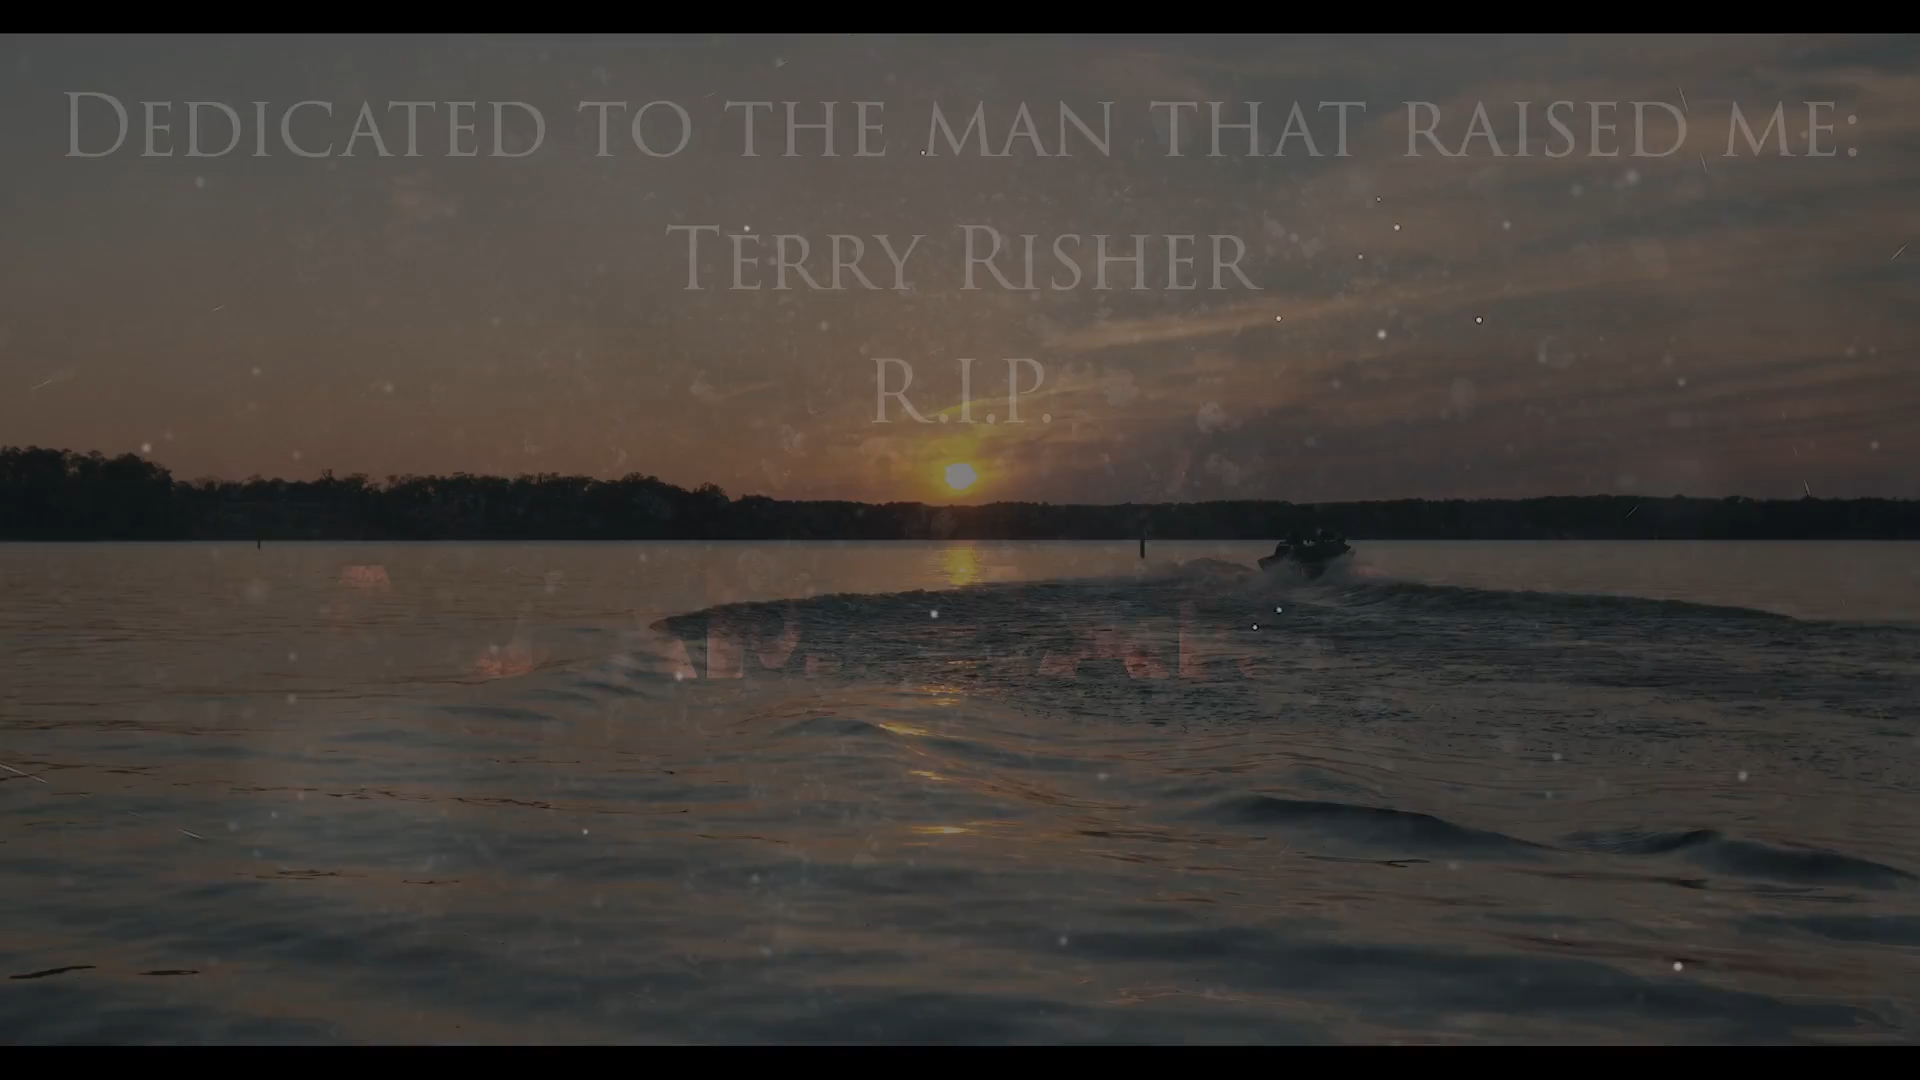 Dedicated to the man that raised me:
Terry Risher
R.I.P.